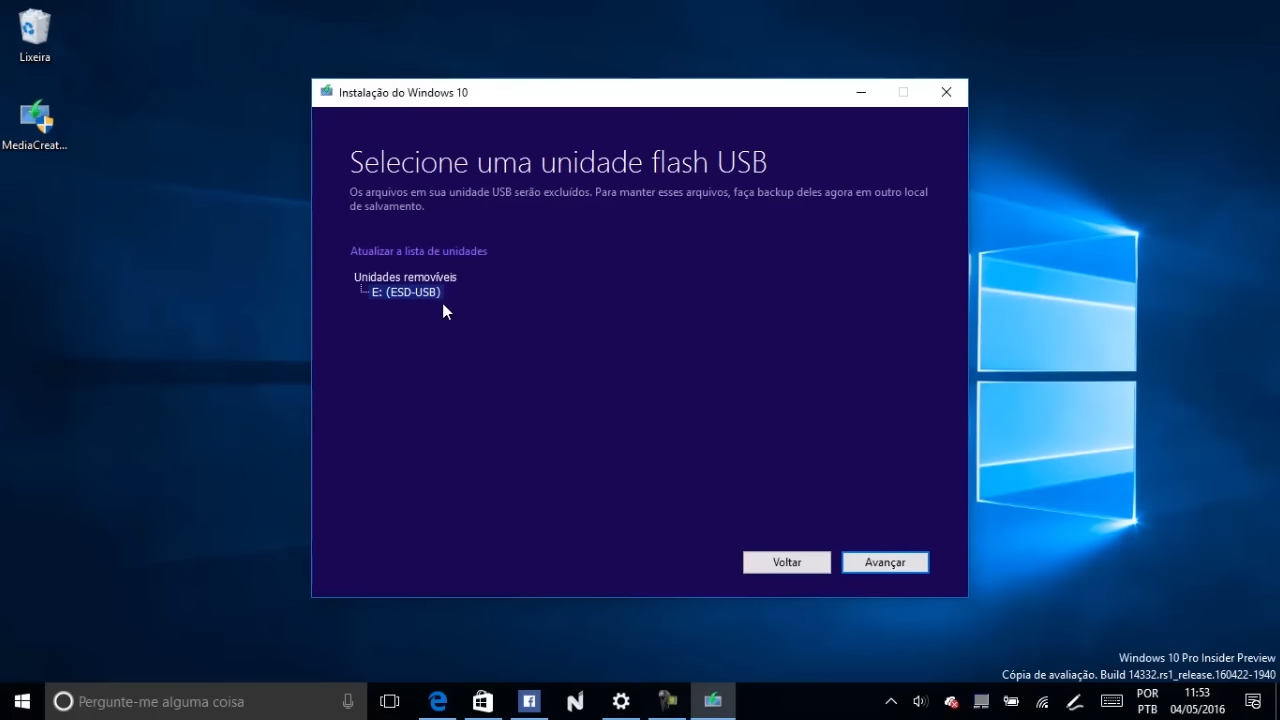 Lixeira
MediaCreat...
Instalação do Windows 10
Selecione uma unidade flash USB
Os arquivos em sua unidade USB serão excluídos. Para manter esses arquivos, faça backup deles agora em outro local
de salvamento.
Atualizar a lista de unidades
Unidades removíveis
E: (ESD-USB)
Voltar
Avançar
Windows 10 Pro Insider Preview
Cópia de avaliação. Build 14332.rs1_release.160422-1940
Pergunte-me alguma coisa
POR
PTB
11:53
04/05/2016